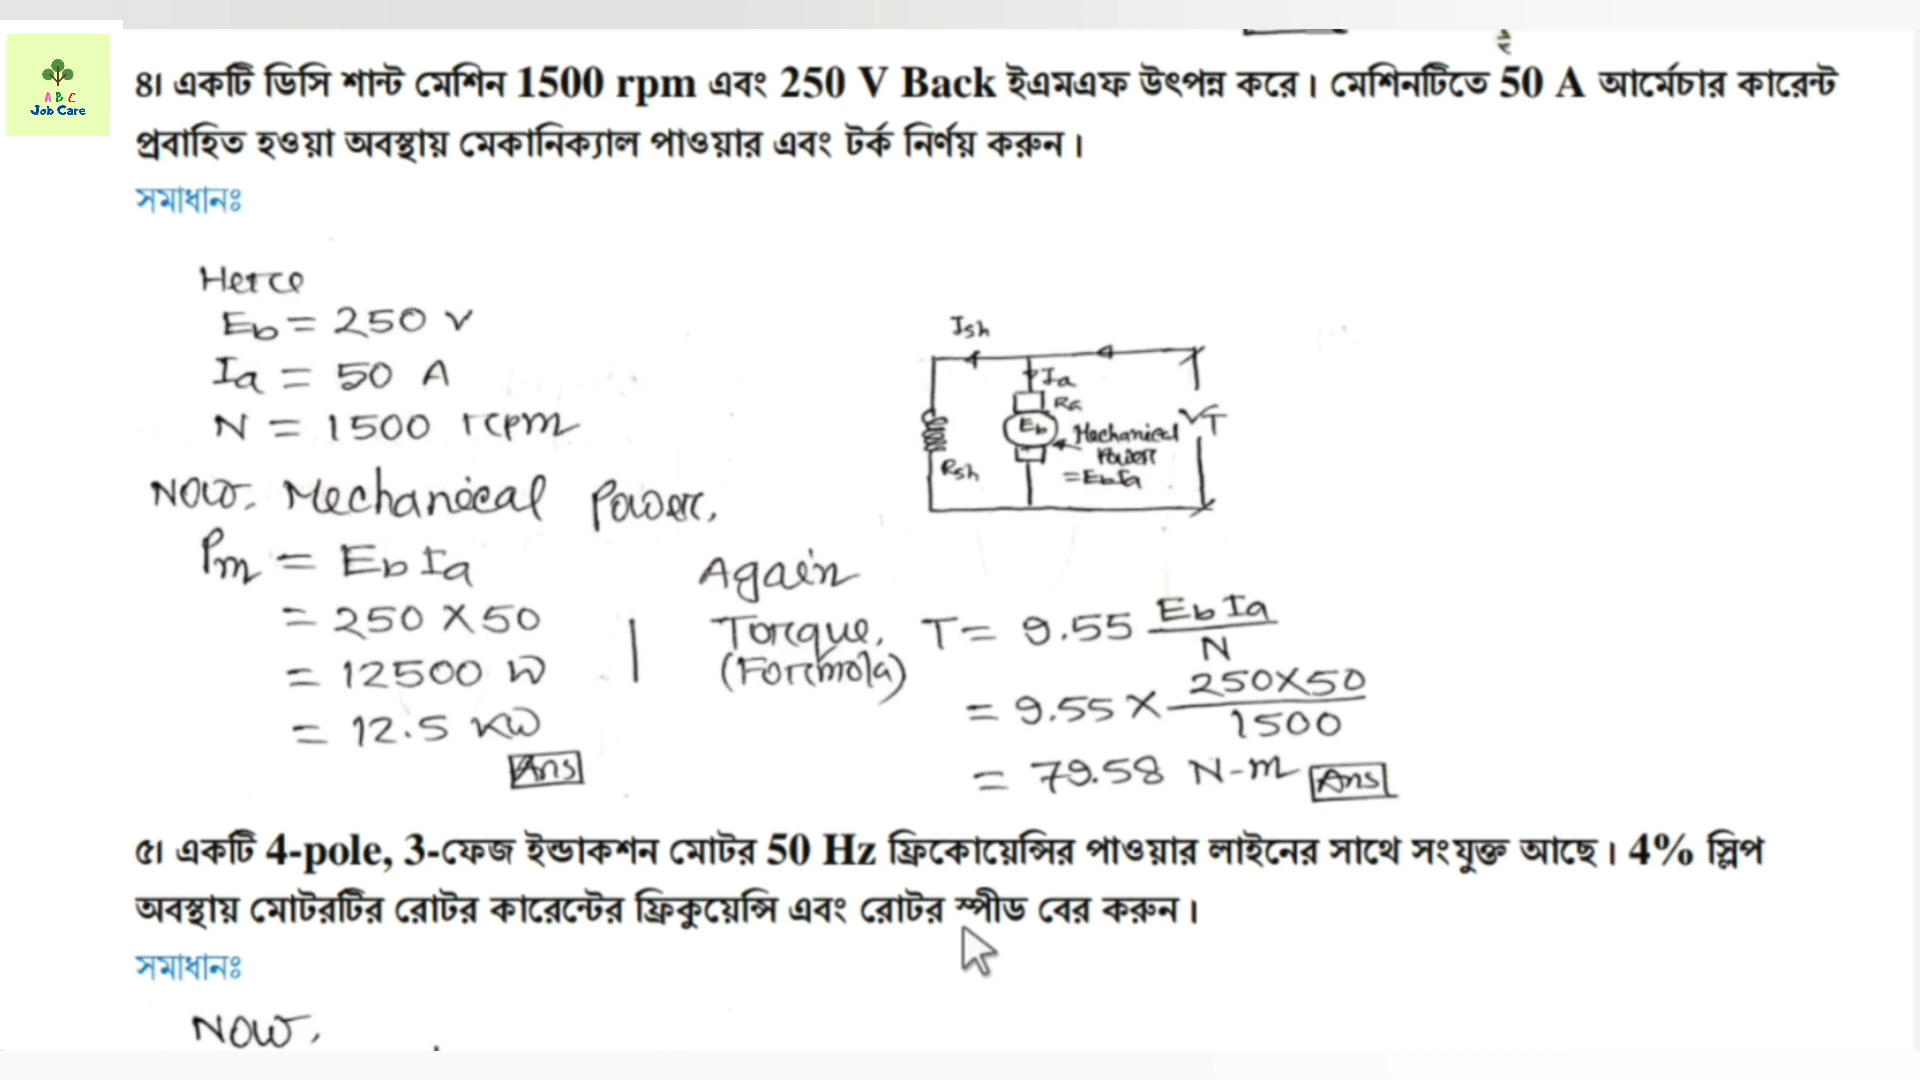 A B C
Job Care
৪। একটি ডিসি শান্ট মেশিন 1500 rpm এবং 250 V Back ইএমএফ উৎপন্ন করে। মেশিনটিতে 50 A আর্মেচার কারেন্ট
প্রবাহিত হওয়া অবস্থায় মেকানিক্যাল পাওয়ার এবং টর্ক নির্ণয় করুন।
সমাধানঃ
Here
Eb = 250 V
Ia = 50 A
N = 1500 rpm
Ish
Ia
Ra
Eb
Mechanical
Power
= EbIa
VT
Rsh
Now, Mechanical Power,
Pm = EbIa
= 250 X 50
= 12500 W
= 12.5 KW
Ans
Again
Torque, T = 9.55 EbIa / N
(Formola)
= 9.55 X 250X50 / 1500
= 79.58 N-m Ans
৫। একটি 4-pole, 3-ফেজ ইন্ডাকশন মোটর 50 Hz ফ্রিকোয়েন্সির পাওয়ার লাইনের সাথে সংযুক্ত আছে। 4% স্লিপ
অবস্থায় মোটরটির রোটর কারেন্টের ফ্রিকুয়েন্সি এবং রোটর স্পীড বের করুন।
সমাধানঃ
Now,